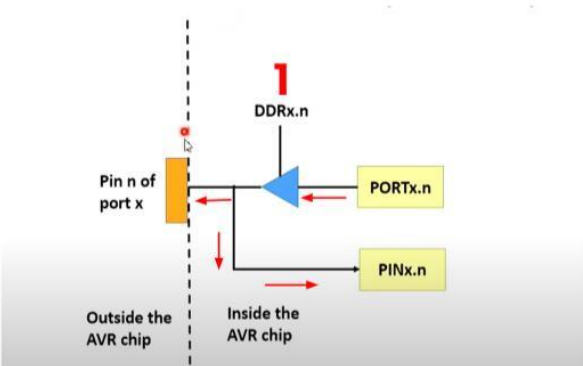 1
DDRx.n
Pin n of
port x
PORTx.n
PINx.n
Outside the
AVR chip
Inside the
AVR chip